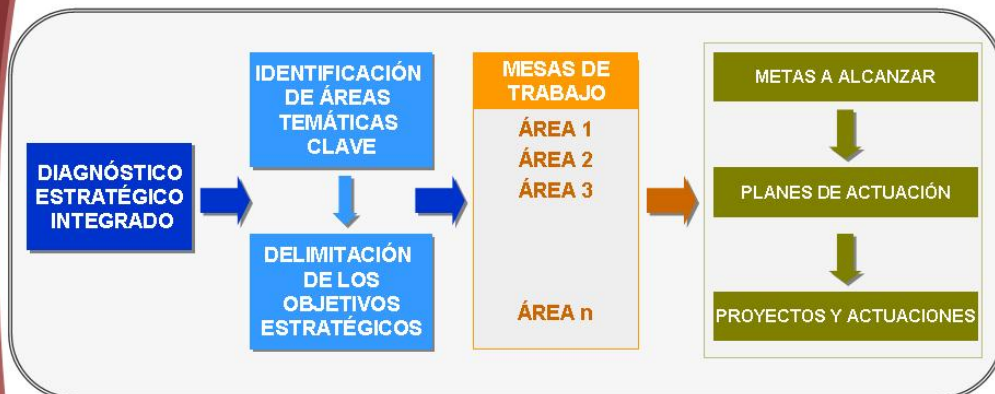 DIAGNÓSTICO
ESTRATÉGICO
INTEGRADO
IDENTIFICACIÓN
DE ÁREAS
TEMÁTICAS
CLAVE
DELIMITACIÓN
DE LOS
OBJETIVOS
ESTRATÉGICOS
MESAS DE
TRABAJO
ÁREA 1
ÁREA 2
ÁREA 3
ÁREA n
METAS A ALCANZAR
PLANES DE ACTUACIÓN
PROYECTOS Y ACTUACIONES